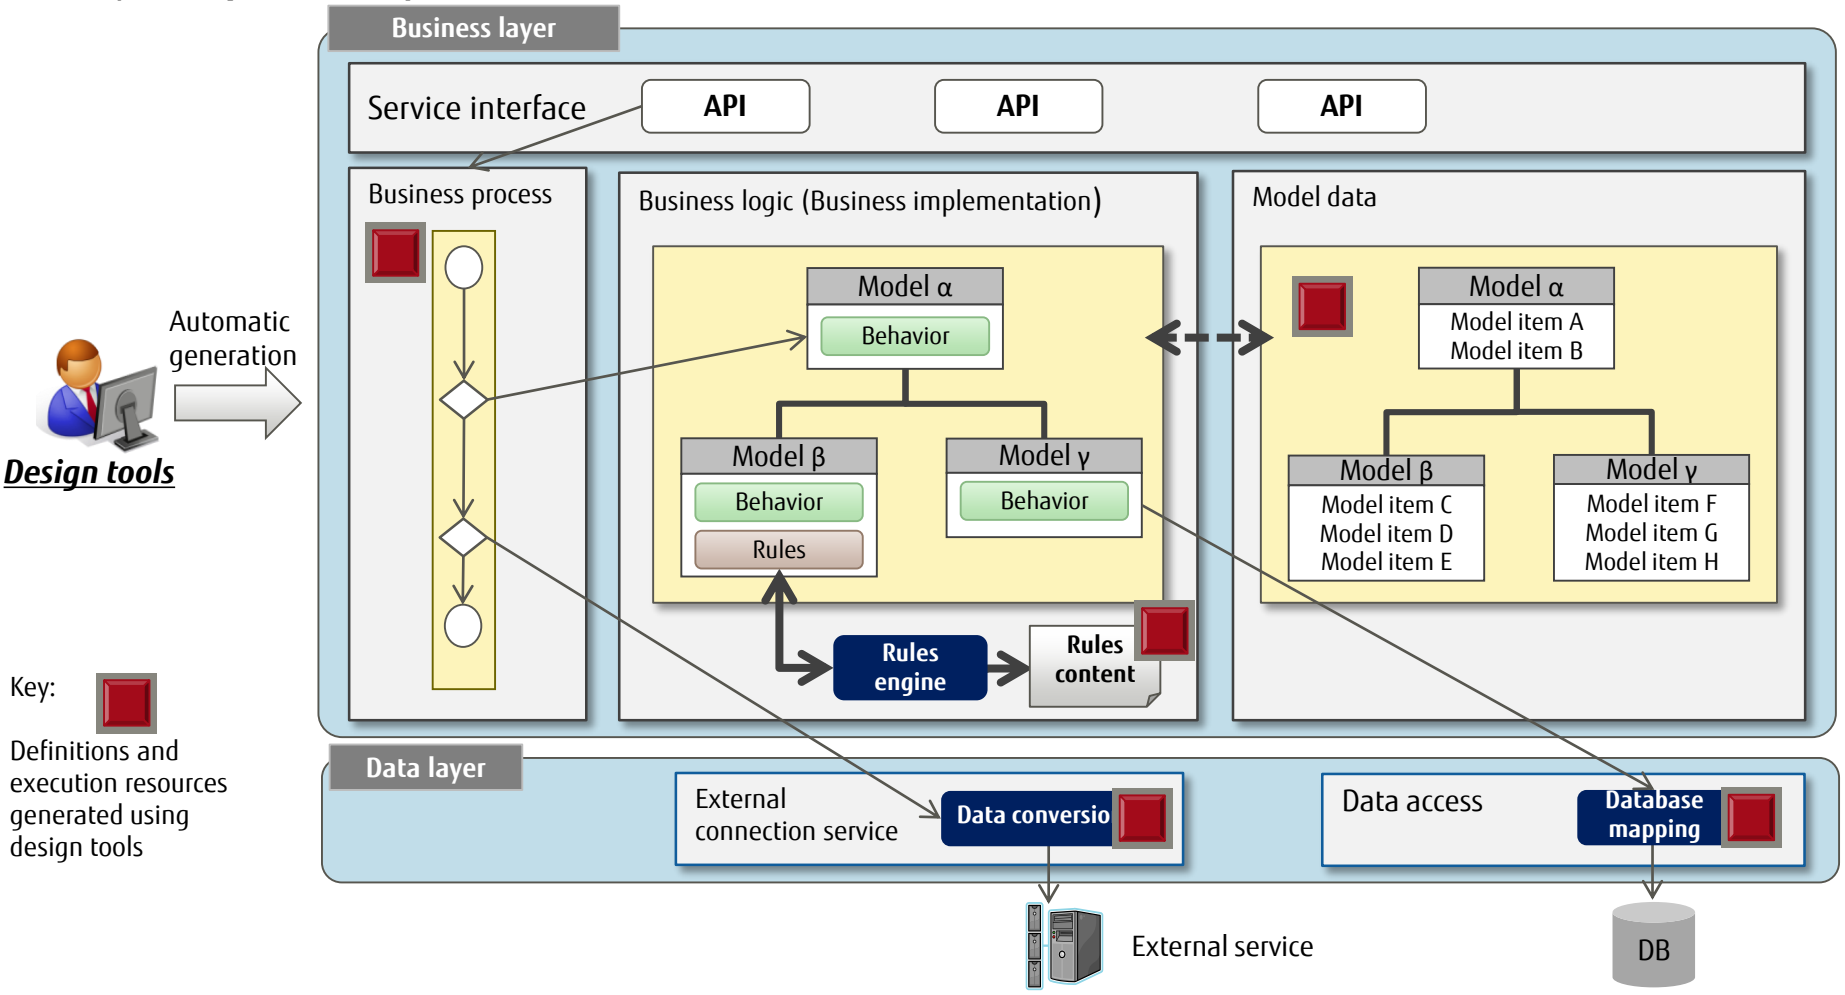 Business layer
Service interface
API
API
API
Business process
Business logic (Business implementation)
Model data
Model α
Behavior
Model β
Behavior
Rules
Model γ
Behavior
Rules
engine
Rules
content
Model α
Model item A
Model item B
Model β
Model item C
Model item D
Model item E
Model γ
Model item F
Model item G
Model item H
Automatic
generation
Design tools
Key:
Definitions and
execution resources
generated using
design tools
Data layer
External
connection service
Data conversio
Data access
Database
mapping
External service
DB